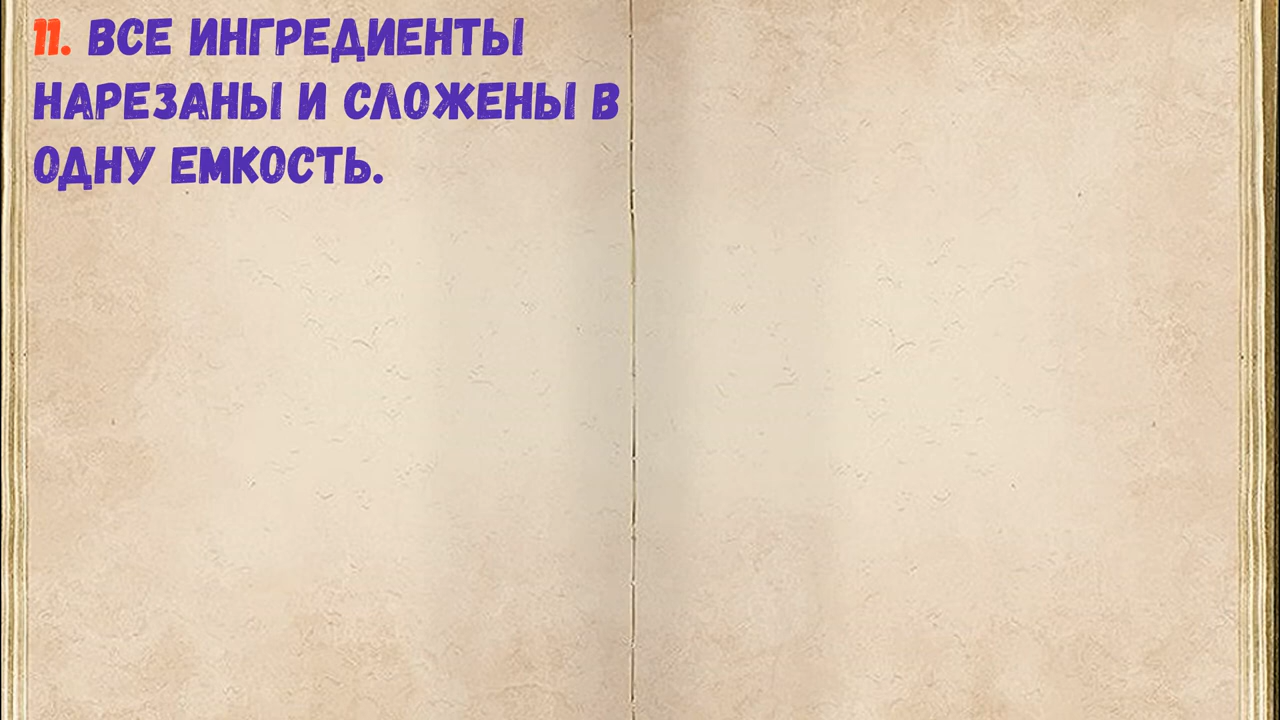 11. ВСЕ ИНГРЕДИЕНТЫ
НАРЕЗАНЫ И СЛОЖЕНЫ В
ОДНУ ЕМКОСТЬ.